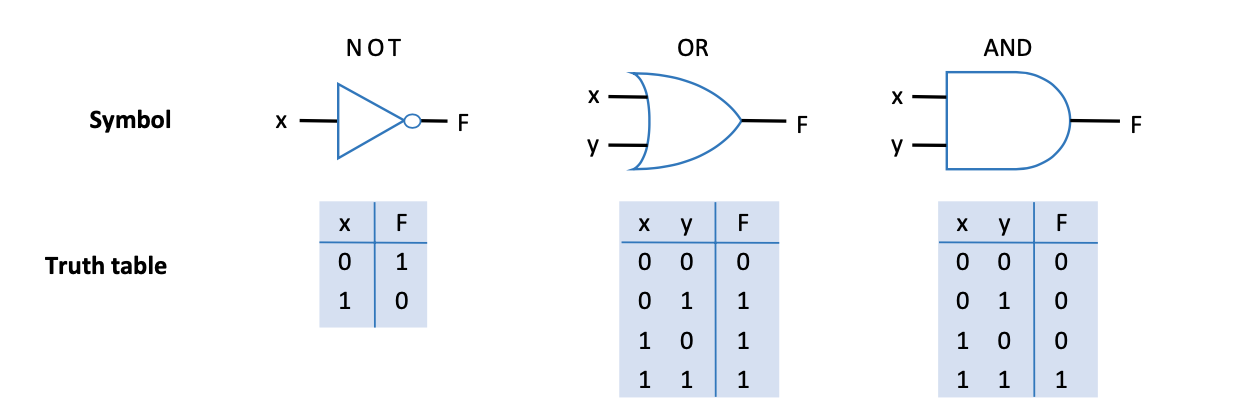 NOT OR AND
Symbol
x F
x
y F
x
y F
Truth table
x F
0 1
1 0
x y F
0 0 0
0 1 1
1 0 1
1 1 1
x y F
0 0 0
0 1 0
1 0 0
1 1 1